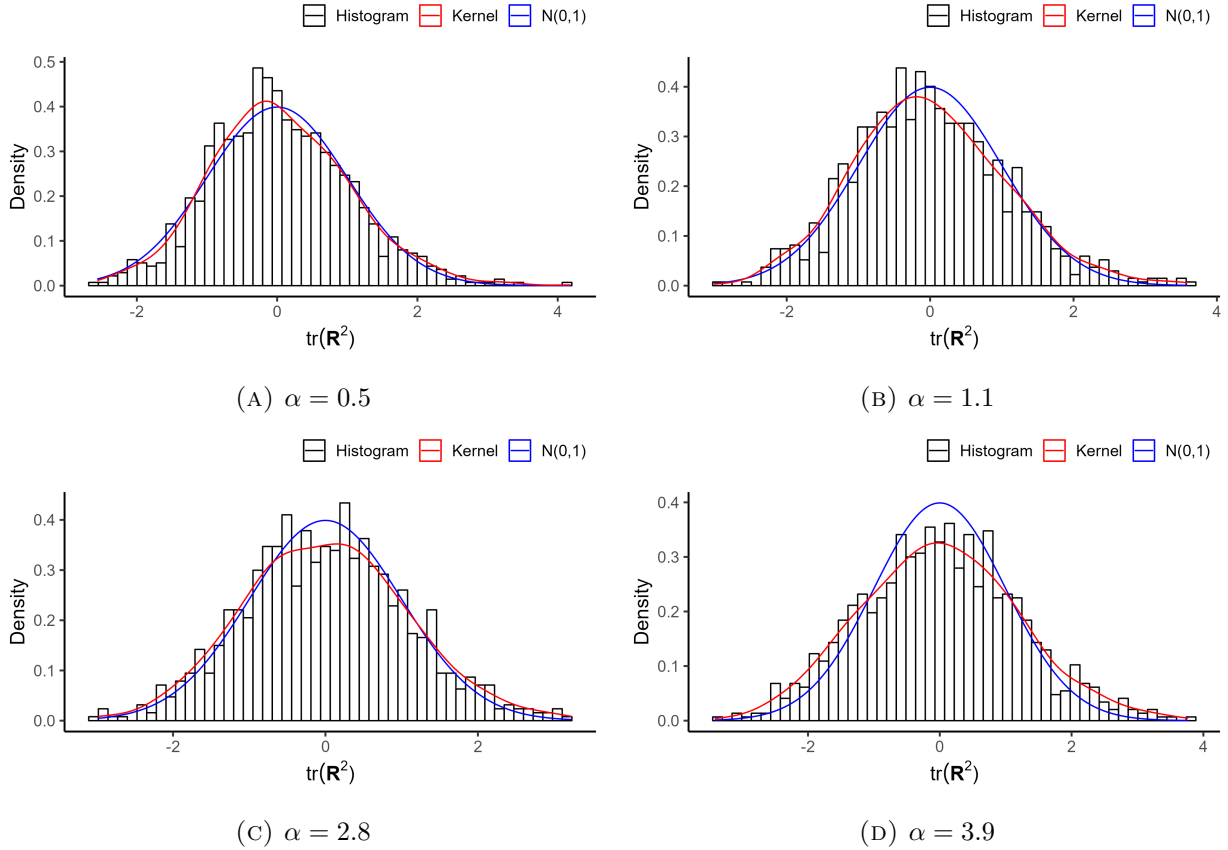 Histogram Kernel N(0,1)
Density
0.5
0.4
0.3
0.2
0.1
0.0
-2 0 2 4
tr(R²)
(A) α = 0.5
Histogram Kernel N(0,1)
Density
0.4
0.3
0.2
0.1
0.0
-2 0 2 4
tr(R²)
(B) α = 1.1
Histogram Kernel N(0,1)
Density
0.4
0.3
0.2
0.1
0.0
-2 0 2
tr(R²)
(C) α = 2.8
Histogram Kernel N(0,1)
Density
0.4
0.3
0.2
0.1
0.0
-2 0 2 4
tr(R²)
(D) α = 3.9